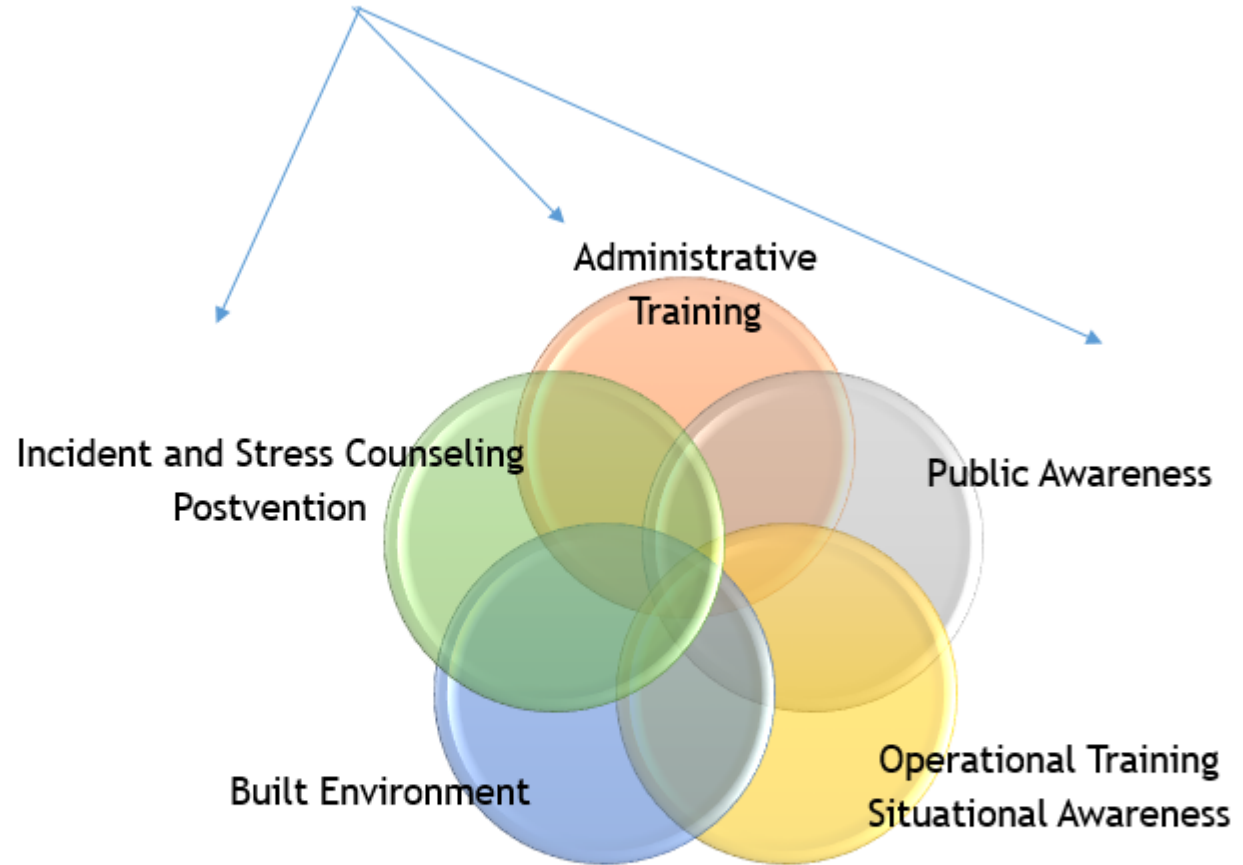 Administrative
Training
Incident and Stress Counseling
Postvention
Public Awareness
Built Environment
Operational Training
Situational Awareness